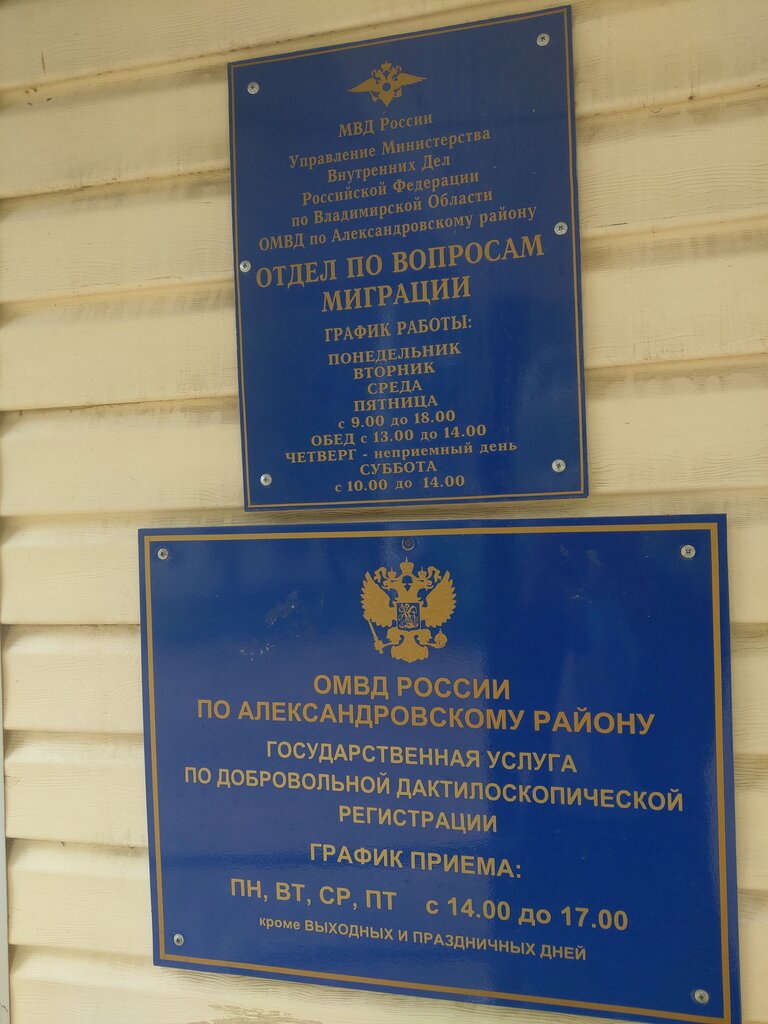 МВД России
Управление Министерства
Внутренних Дел
Российской Федерации
по Владимирской Области
ОМВД по Александровскому району
ОТДЕЛ ПО ВОПРОСАМ
МИГРАЦИИ
ГРАФИК РАБОТЫ:
ПОНЕДЕЛЬНИК
ВТОРНИК
СРЕДА
ПЯТНИЦА
с 9.00 до 18.00
ОБЕД с 13.00 до 14.00
ЧЕТВЕРГ - неприемный день
СУББОТА
с 10.00 до 14.00
ОМВД РОССИИ
ПО АЛЕКСАНДРОВСКОМУ РАЙОНУ
ГОСУДАРСТВЕННАЯ УСЛУГА
ПО ДОБРОВОЛЬНОЙ ДАКТИЛОСКОПИЧЕСКОЙ
РЕГИСТРАЦИИ
ГРАФИК ПРИЕМА:
ПН, ВТ, СР, ПТ с 14.00 до 17.00
кроме ВЫХОДНЫХ И ПРАЗДНИЧНЫХ ДНЕЙ